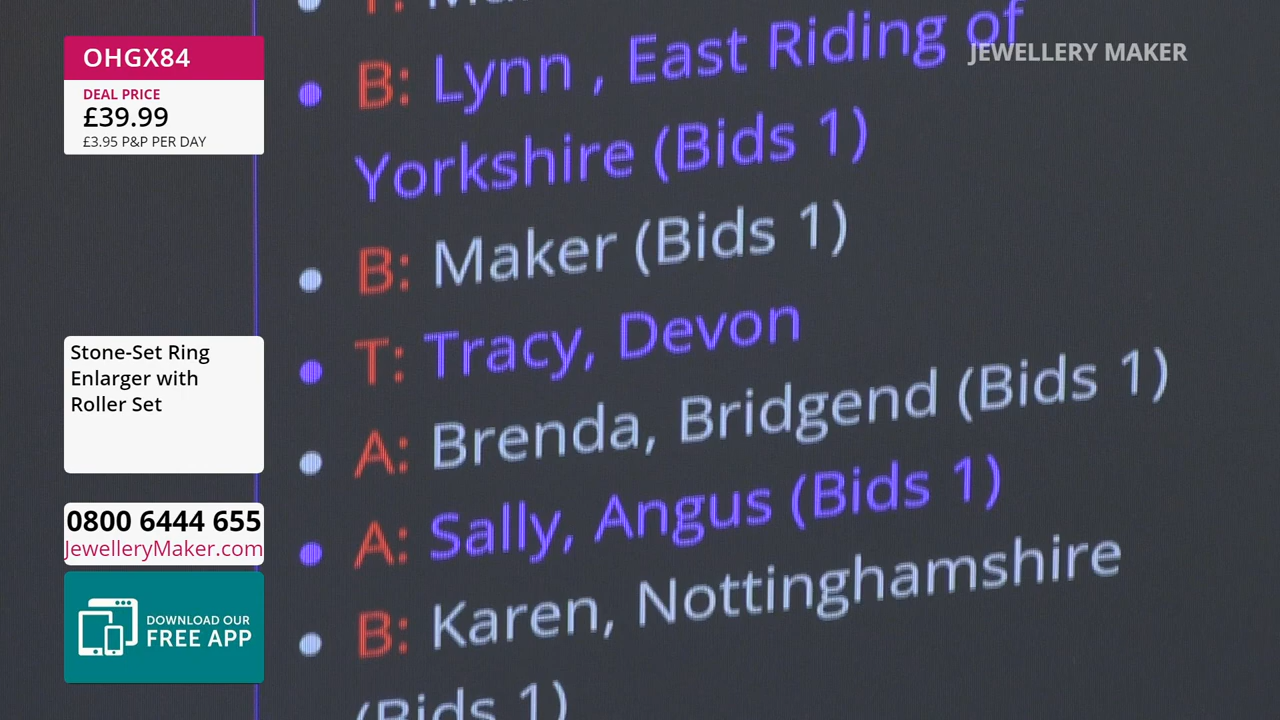 OHGX84
DEAL PRICE
£39.99
£3.95 P&P PER DAY
Stone-Set Ring
Enlarger with
Roller Set
0800 6444 655
JewelleryMaker.com
DOWNLOAD OUR
FREE APP
JEWELLERY MAKER
B: Lynn , East Riding of
Yorkshire (Bids 1)
B: Maker (Bids 1)
T: Tracy, Devon
A: Brenda, Bridgend (Bids 1)
A: Sally, Angus (Bids 1)
B: Karen, Nottinghamshire
(Bids 1)